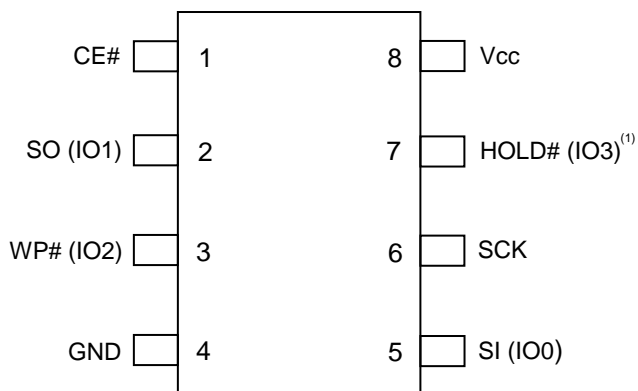 CE# 1 8 Vcc
SO (IO1) 2 7 HOLD# (IO3)(1)
WP# (IO2) 3 6 SCK
GND 4 5 SI (IO0)